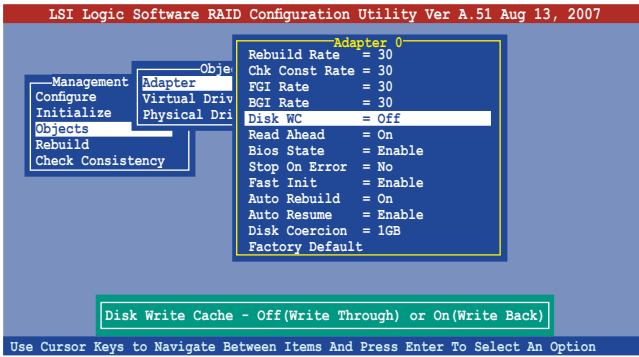 LSI Logic Software RAID Configuration Utility Ver A.51 Aug 13, 2007
Management
Configure
Initialize
Objects
Rebuild
Check Consistency
Obje
Adapter
Virtual Driv
Physical Dri
Adapter 0
Rebuild Rate = 30
Chk Const Rate = 30
FGI Rate = 30
BGI Rate = 30
Disk WC = Off
Read Ahead = On
Bios State = Enable
Stop On Error = No
Fast Init = Enable
Auto Rebuild = On
Auto Resume = Enable
Disk Coercion = 1GB
Factory Default
Disk Write Cache - Off(Write Through) or On(Write Back)
Use Cursor Keys to Navigate Between Items And Press Enter To Select An Option